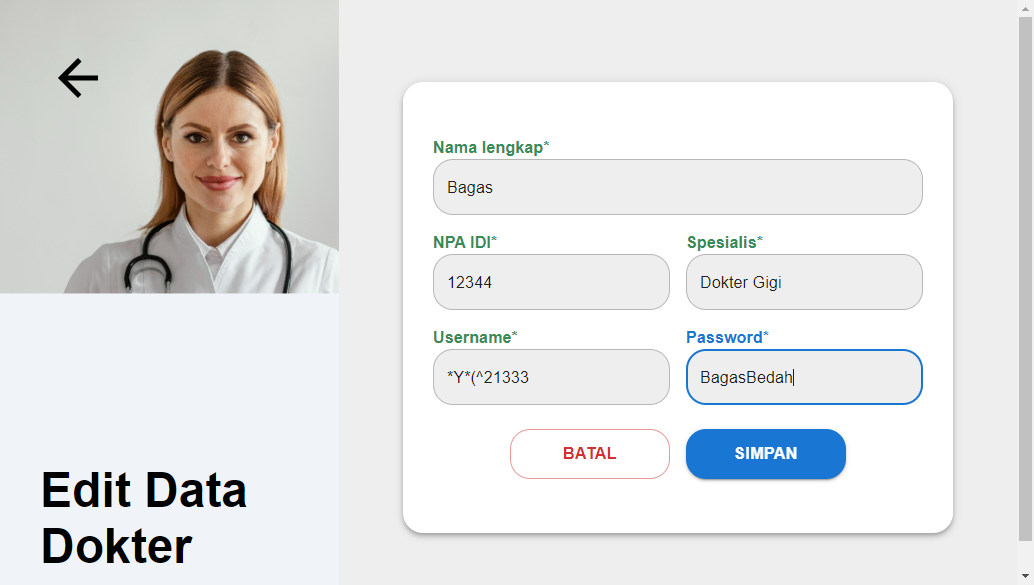 Nama lengkap*
Bagas
NPA IDI*
Spesialis*
12344
Dokter Gigi
Username*
Password*
*Y*(^21333
BagasBedah
BATAL
SIMPAN
Edit Data
Dokter